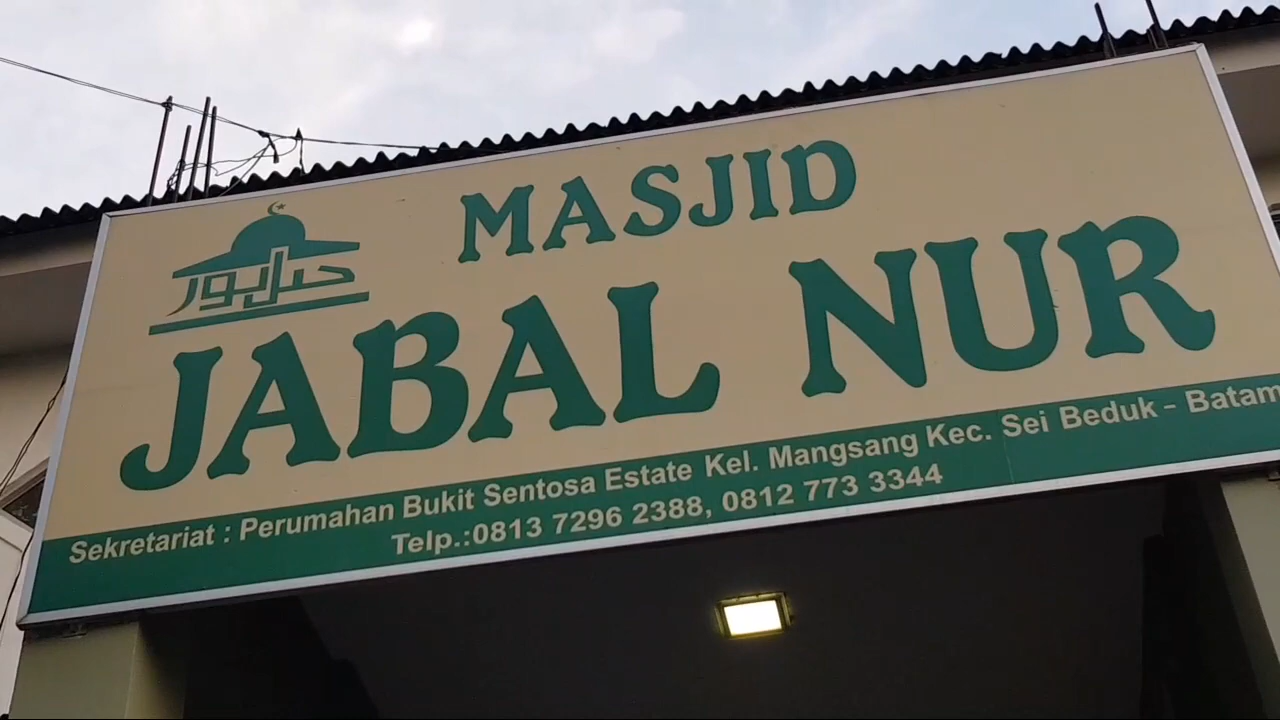 MASJID
جبل نور
JABAL NUR
Sekretariat : Perumahan Bukit Sentosa Estate Kel. Mangsang Kec. Sei Beduk - Batam
Telp.:0813 7296 2388, 0812 773 3344